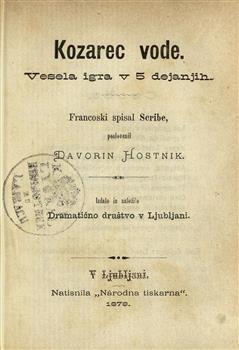 Kozarec vode.
Vesela igra v 5 dejanjih.
Francoski spisal Scribe,
poslovenil
DAVORIN HOSTNIK.
Izdalo in založilo
Dramatično društvo v Ljubljani.
V Ljubljani.
Natisnila „Národna tiskarna“.
1879.